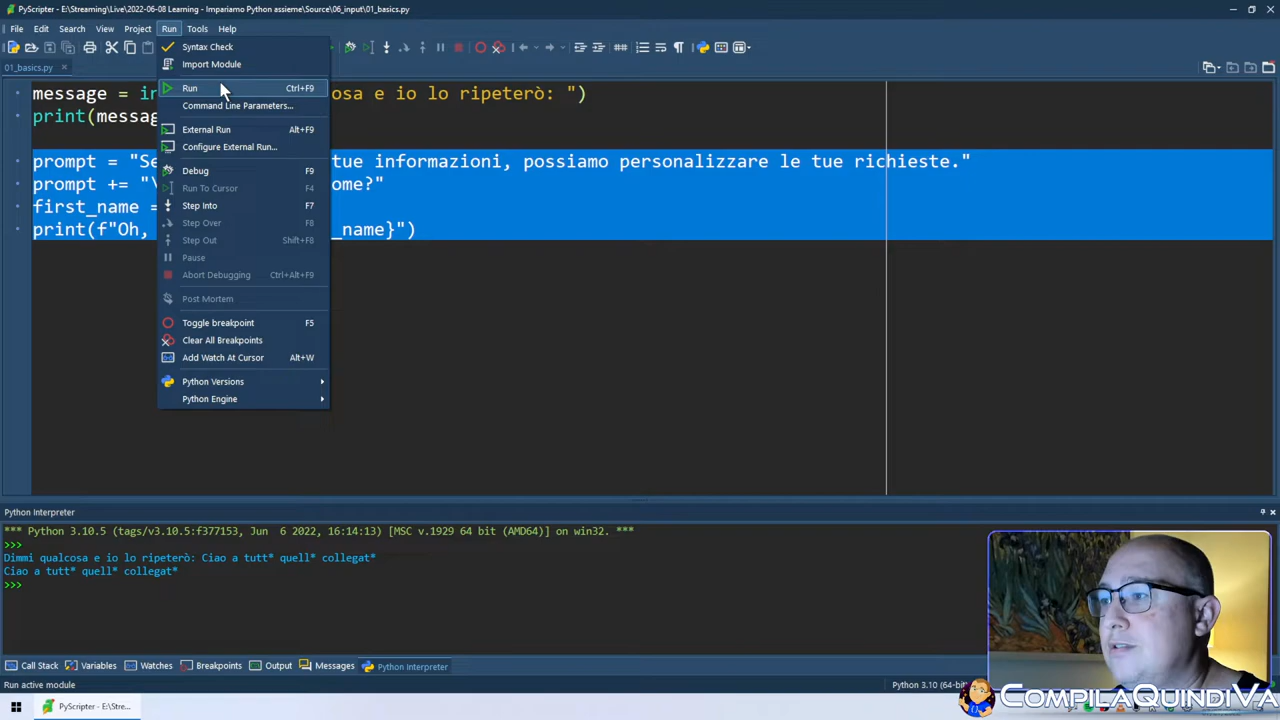 PyScripter - E:\Streaming\Live\2022-06-08 Learning - Impariamo Python assieme\Source\06_input\01_basics.py
File Edit Search View Project Run Tools Help
01_basics.py
Syntax Check
Import Module
Run Ctrl+F9
Command Line Parameters...
External Run Alt+F9
Configure External Run...
Debug F9
Run To Cursor F4
Step Into F7
Step Over F8
Step Out Shift+F8
Pause
Abort Debugging Ctrl+Alt+F9
Post Mortem
Toggle breakpoint F5
Clear All Breakpoints
Add Watch At Cursor Alt+W
Python Versions
Python Engine
message = in osa e io lo ripeterò: ")
print(messag
prompt = "Se tue informazioni, possiamo personalizzare le tue richieste."
prompt += "\ ome?"
first_name =
print(f"Oh, _name}")
Python Interpreter
*** Python 3.10.5 (tags/v3.10.5:f377153, Jun 6 2022, 16:14:13) [MSC v.1929 64 bit (AMD64)] on win32. ***
>>>
Dimmi qualcosa e io lo ripeterò: Ciao a tutt* quell* collegat*
Ciao a tutt* quell* collegat*
>>>
Call Stack Variables Watches Breakpoints Output Messages Python Interpreter
Run active module
Python 3.10 (64-bit
PyScripter - E:\Stre...
CompilaQuindiVa